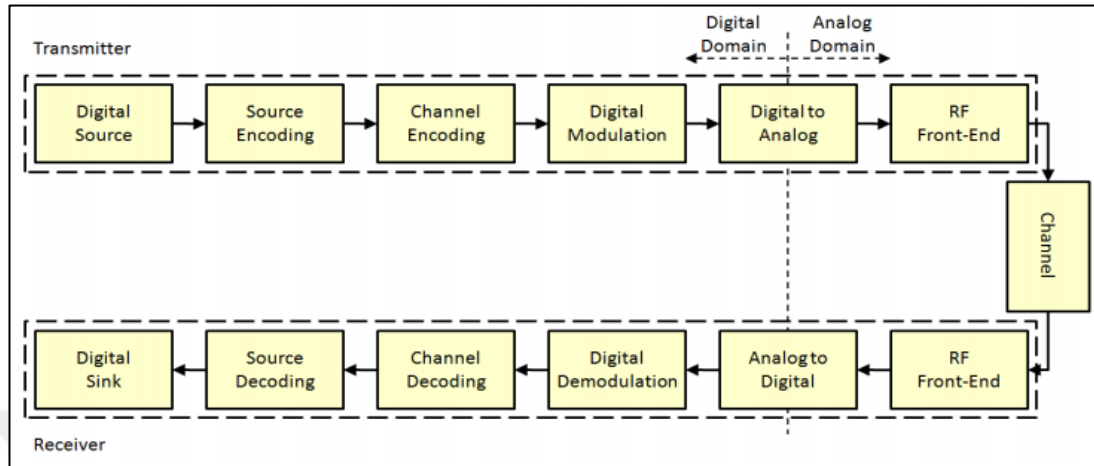 Transmitter
Digital
Domain
Analog
Domain
Digital
Source
Source
Encoding
Channel
Encoding
Digital
Modulation
Digital to
Analog
RF
Front-End
Channel
Digital
Sink
Source
Decoding
Channel
Decoding
Digital
Demodulation
Analog to
Digital
RF
Front-End
Receiver